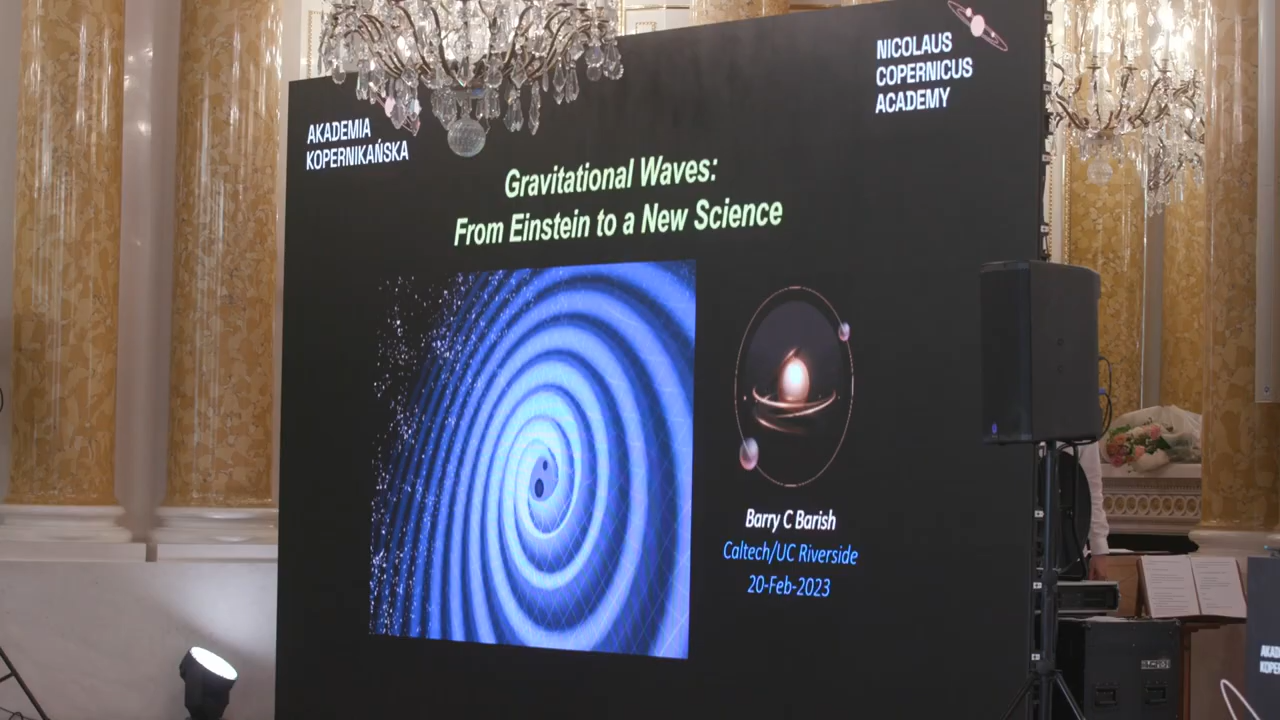 AKADEMIA
KOPERNIKAŃSKA
NICOLAUS
COPERNICUS
ACADEMY
Gravitational Waves:
From Einstein to a New Science
Barry C Barish
Caltech/UC Riverside
20-Feb-2023